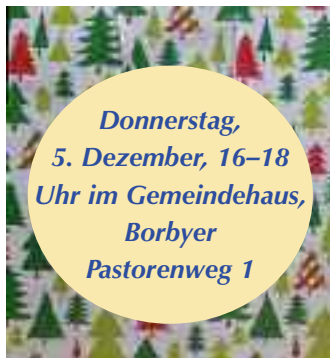 Donnerstag,
5. Dezember, 16–18
Uhr im Gemeindehaus,
Borbyer
Pastorenweg 1